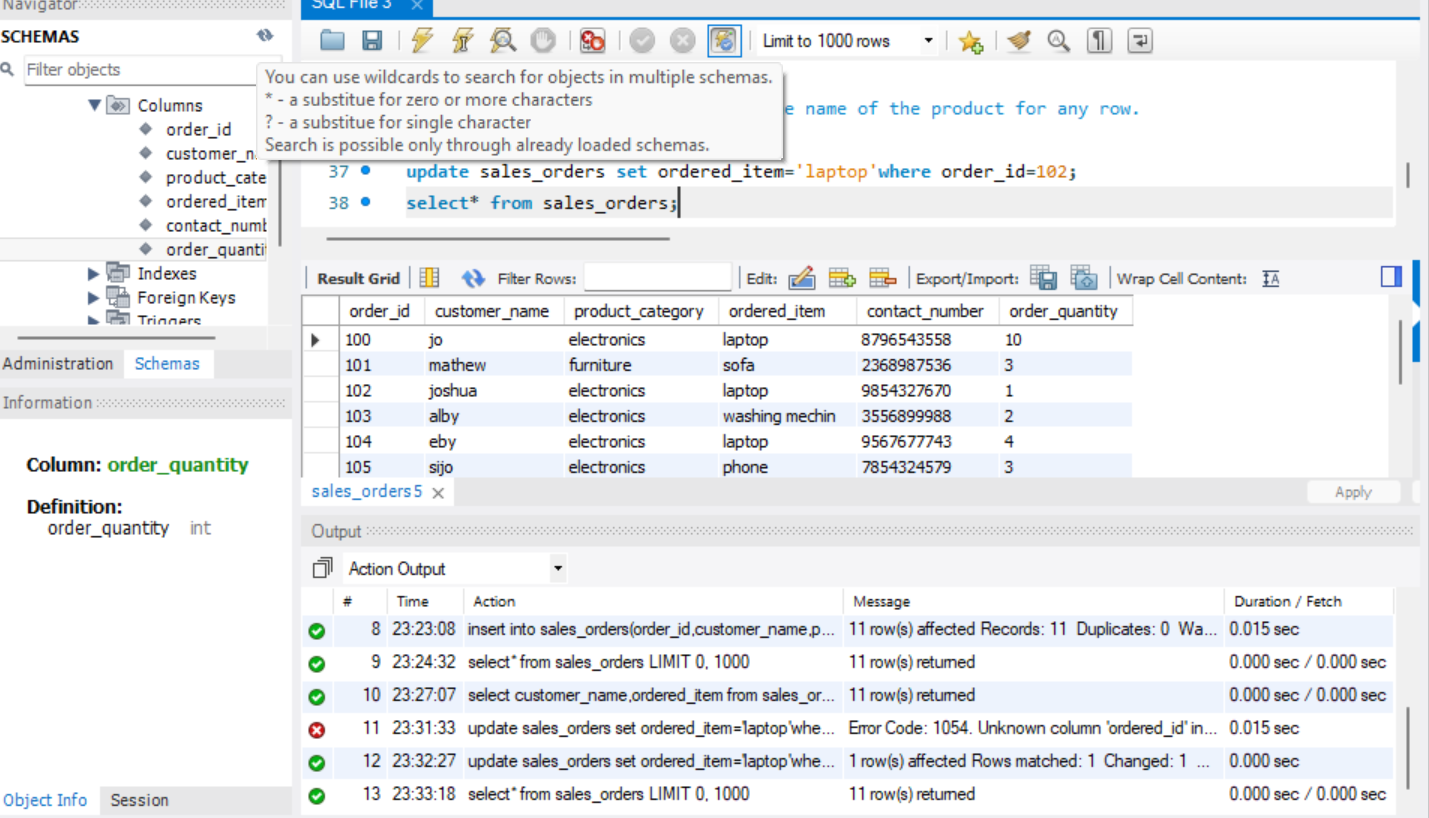 Navigator
SQL File 3 ×
SCHEMAS
Limit to 1000 rows
Filter objects
You can use wildcards to search for objects in multiple schemas.
* - a substitue for zero or more characters
? - a substitue for single character
Search is possible only through already loaded schemas.
Columns
order_id
customer_n
product_cate
ordered_item
contact_numb
order_quanti
Indexes
Foreign Keys
Triggers
e name of the product for any row.
37 update sales_orders set ordered_item='laptop'where order_id=102;
38 select* from sales_orders;
Result Grid Filter Rows: Edit: Export/Import: Wrap Cell Content:
order_id customer_name product_category ordered_item contact_number order_quantity
100 jo electronics laptop 8796543558 10
101 mathew furniture sofa 2368987536 3
102 joshua electronics laptop 9854327670 1
103 alby electronics washing mechin 3556899988 2
104 eby electronics laptop 9567677743 4
105 sijo electronics phone 7854324579 3
sales_orders 5 ×
Apply
Administration Schemas
Information
Column: order_quantity
Definition:
order_quantity int
Object Info Session
Output
Action Output
# Time Action Message Duration / Fetch
8 23:23:08 insert into sales_orders(order_id,customer_name,p... 11 row(s) affected Records: 11 Duplicates: 0 Wa... 0.015 sec
9 23:24:32 select* from sales_orders LIMIT 0, 1000 11 row(s) returned 0.000 sec / 0.000 sec
10 23:27:07 select customer_name,ordered_item from sales_or... 11 row(s) returned 0.000 sec / 0.000 sec
11 23:31:33 update sales_orders set ordered_item='laptop'whe... Error Code: 1054. Unknown column 'ordered_id' in... 0.015 sec
12 23:32:27 update sales_orders set ordered_item='laptop'whe... 1 row(s) affected Rows matched: 1 Changed: 1 ... 0.000 sec
13 23:33:18 select* from sales_orders LIMIT 0, 1000 11 row(s) returned 0.000 sec / 0.000 sec